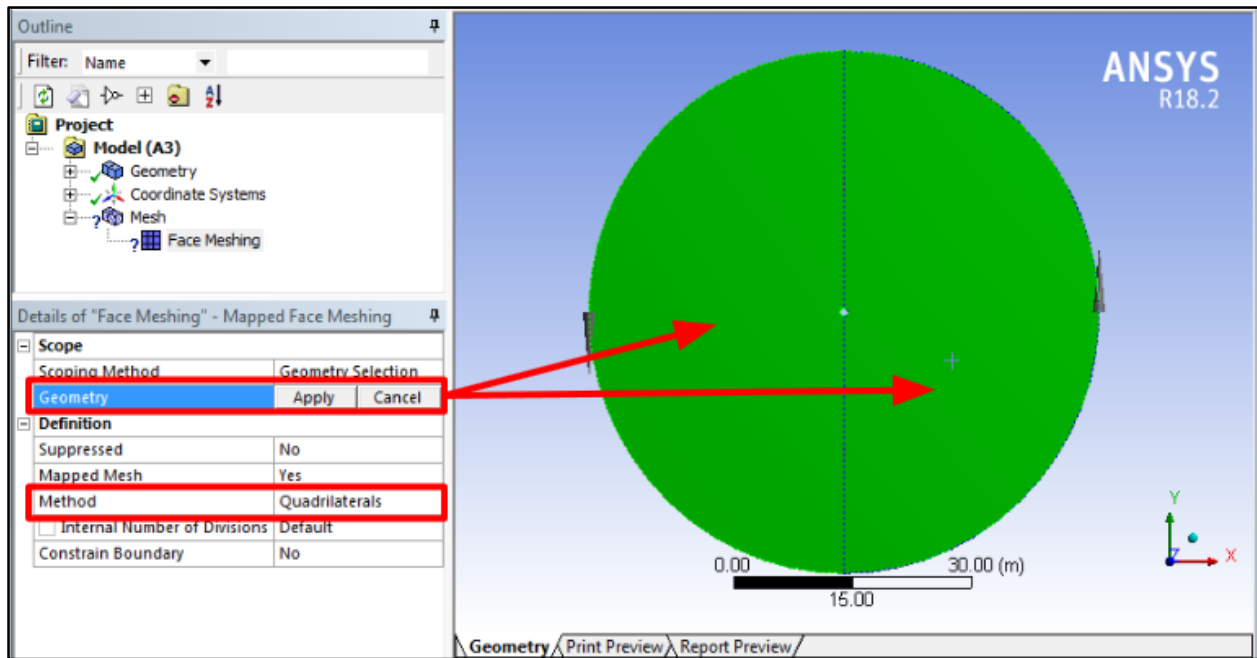 Outline
Filter: Name
Project
Model (A3)
Geometry
Coordinate Systems
Mesh
Face Meshing
Details of "Face Meshing" - Mapped Face Meshing
Scope
Scoping Method Geometry Selection
Geometry Apply Cancel
Definition
Suppressed No
Mapped Mesh Yes
Method Quadrilaterals
Internal Number of Divisions Default
Constrain Boundary No
ANSYS
R18.2
Y
Z X
0.00 30.00 (m)
15.00
Geometry Print Preview Report Preview